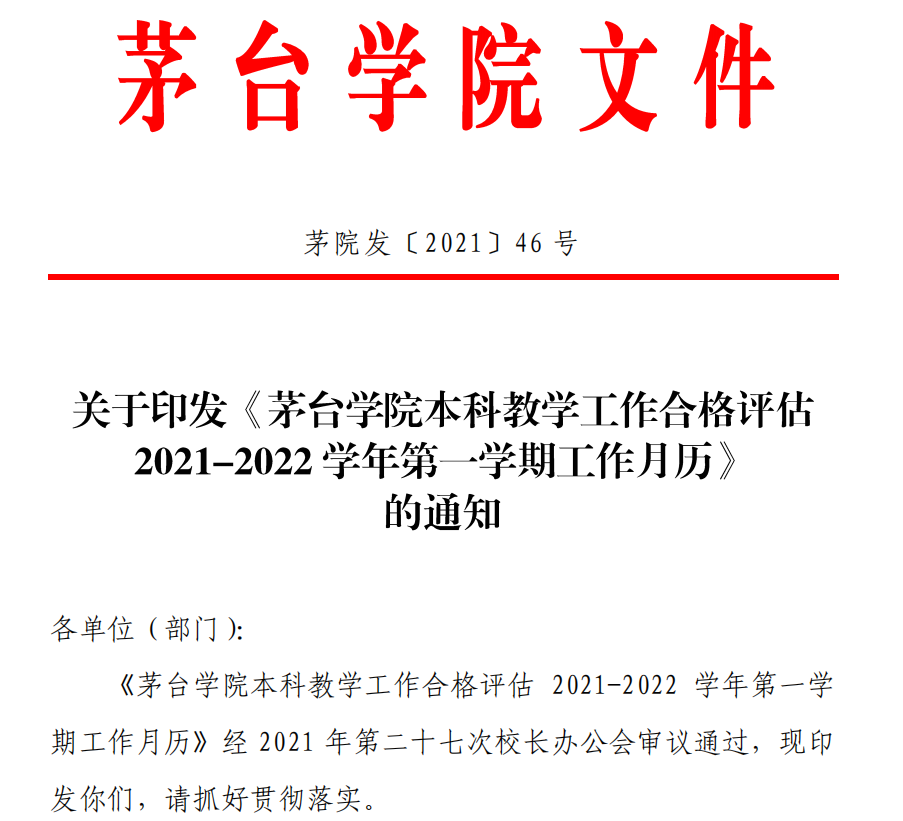 茅台学院文件
茅院发〔2021〕46 号
关于印发《茅台学院本科教学工作合格评估
2021-2022 学年第一学期工作月历》
的通知
各单位（部门）：
《茅台学院本科教学工作合格评估 2021-2022 学年第一学
期工作月历》经 2021 年第二十七次校长办公会审议通过，现印
发你们，请抓好贯彻落实。